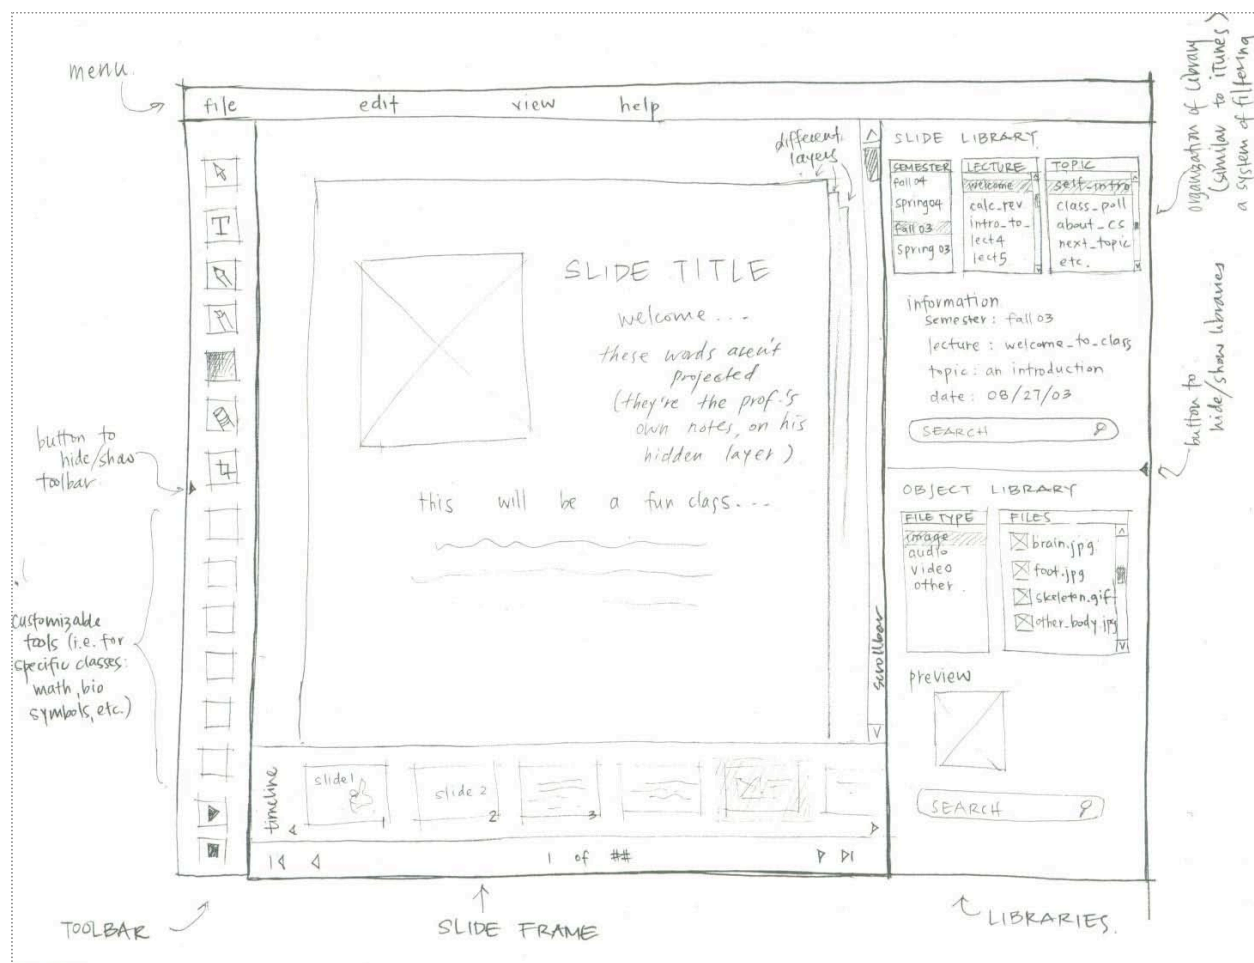 menu.
file edit view help
organization of library
(similar to iTunes)
a system of filtering
different
layers
SLIDE LIBRARY
SEMESTER
fall 04
spring 04
fall 03
spring 03
LECTURE
welcome
calc_rev
intro_to_
lect4
lect5
TOPIC
self_intro
class_poll
about_cs
next_topic
etc.
information
semester: fall 03
lecture: welcome_to_class
topic: an introduction
date: 08/27/03
SEARCH
button to
hide/show libraries
T
SLIDE TITLE
welcome...
these words aren't
projected
(they're the prof.'s
own notes, on his
hidden layer)
this will be a fun class....
button to
hide/show
toolbar
customizable
tools (i.e. for
specific classes:
math, bio
symbols, etc.)
scrollbar
OBJECT LIBRARY
FILE TYPE
image
audio
video
other
FILES
brain.jpg
foot.jpg
skeleton.gif
other_body.jpg
preview
SEARCH
timeline
slide 1
1
slide 2
2
3
1 of ##
TOOLBAR
SLIDE FRAME
LIBRARIES.